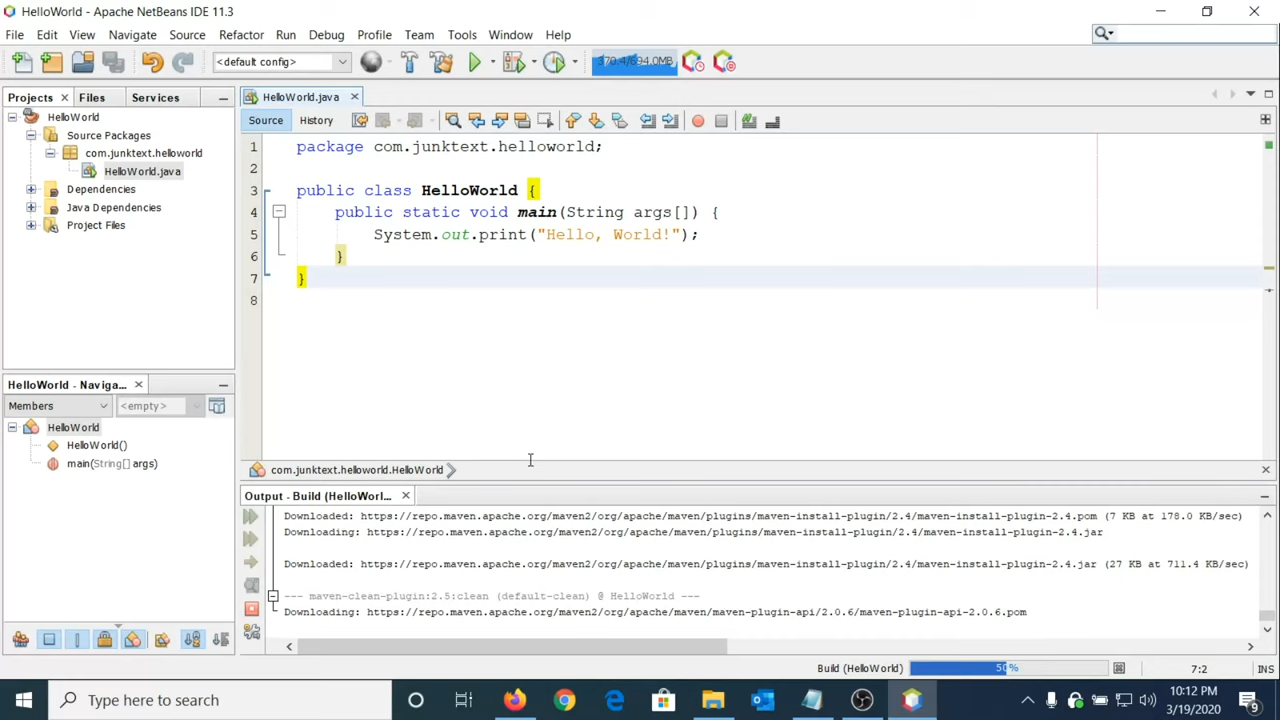 HelloWorld - Apache NetBeans IDE 11.3
File Edit View Navigate Source Refactor Run Debug Profile Team Tools Window Help
<default config>
370.4/694.0MB
Projects Files Services
HelloWorld
Source Packages
com.junktext.helloworld
HelloWorld.java
Dependencies
Java Dependencies
Project Files
HelloWorld.java
Source History
1 package com.junktext.helloworld;
2
3 public class HelloWorld {
4 public static void main(String args[]) {
5 System.out.print("Hello, World!");
6 }
7 }
8
com.junktext.helloworld.HelloWorld
HelloWorld - Naviga...
Members <empty>
HelloWorld
HelloWorld()
main(String[] args)
Output - Build (HelloWorl...
Downloaded: https://repo.maven.apache.org/maven2/org/apache/maven/plugins/maven-install-plugin/2.4/maven-install-plugin-2.4.pom (7 KB at 178.0 KB/sec)
Downloading: https://repo.maven.apache.org/maven2/org/apache/maven/plugins/maven-install-plugin/2.4/maven-install-plugin-2.4.jar
Downloaded: https://repo.maven.apache.org/maven2/org/apache/maven/plugins/maven-install-plugin/2.4/maven-install-plugin-2.4.jar (27 KB at 711.4 KB/sec)
--- maven-clean-plugin:2.5:clean (default-clean) @ HelloWorld ---
Downloading: https://repo.maven.apache.org/maven2/org/apache/maven/maven-plugin-api/2.0.6/maven-plugin-api-2.0.6.pom
Build (HelloWorld) 50% 7:2 INS
Type here to search
10:12 PM
3/19/2020
9